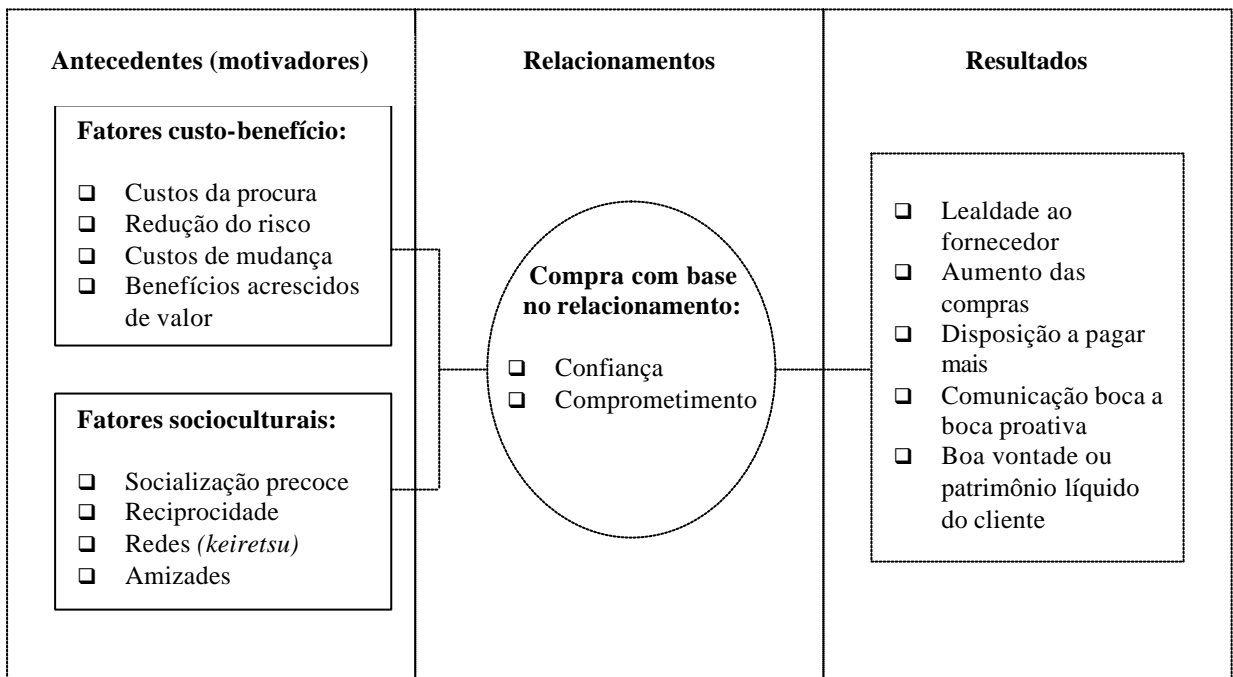 Antecedentes (motivadores)
Fatores custo-benefício:
❑ Custos da procura
❑ Redução do risco
❑ Custos de mudança
❑ Benefícios acrescidos
de valor
Fatores socioculturais:
❑ Socialização precoce
❑ Reciprocidade
❑ Redes (keiretsu)
❑ Amizades
Relacionamentos
Compra com base
no relacionamento:
❑ Confiança
❑ Comprometimento
Resultados
❑ Lealdade ao
fornecedor
❑ Aumento das
compras
❑ Disposição a pagar
mais
❑ Comunicação boca a
boca proativa
❑ Boa vontade ou
patrimônio líquido
do cliente